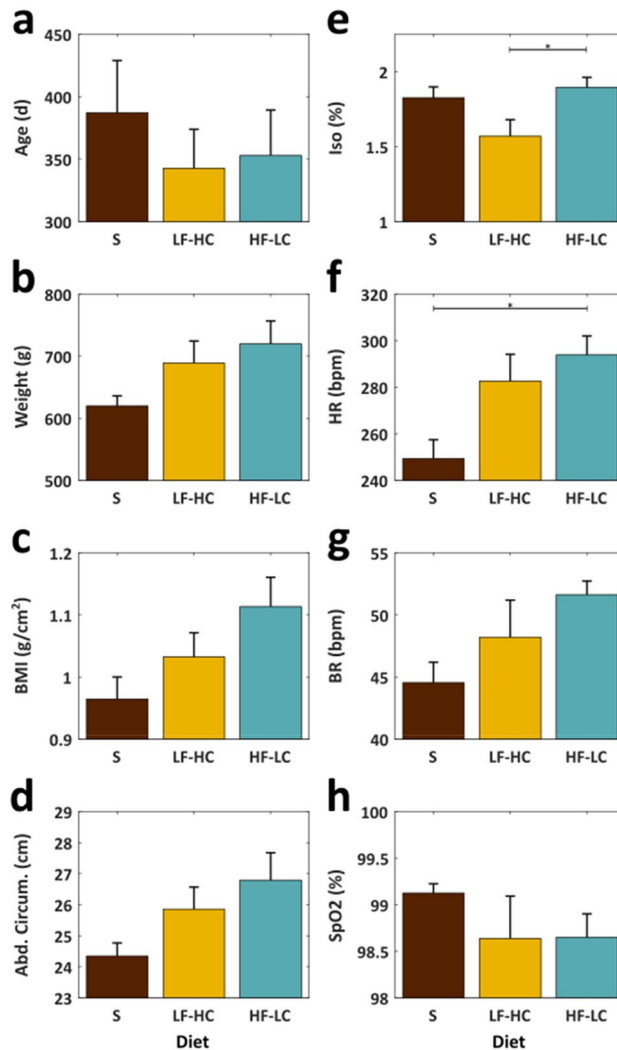 a
450
400
350
300
Age (d)
S LF-HC HF-LC
b
800
700
600
500
Weight (g)
S LF-HC HF-LC
c
1.2
1.1
1
0.9
BMI (g/cm²)
S LF-HC HF-LC
d
29
28
27
26
25
24
23
Abd. Circum. (cm)
S LF-HC HF-LC
Diet
e
*
2
1.5
1
Iso (%)
S LF-HC HF-LC
f
*
320
300
280
260
240
HR (bpm)
S LF-HC HF-LC
g
55
50
45
40
BR (bpm)
S LF-HC HF-LC
h
100
99.5
99
98.5
98
SpO2 (%)
S LF-HC HF-LC
Diet